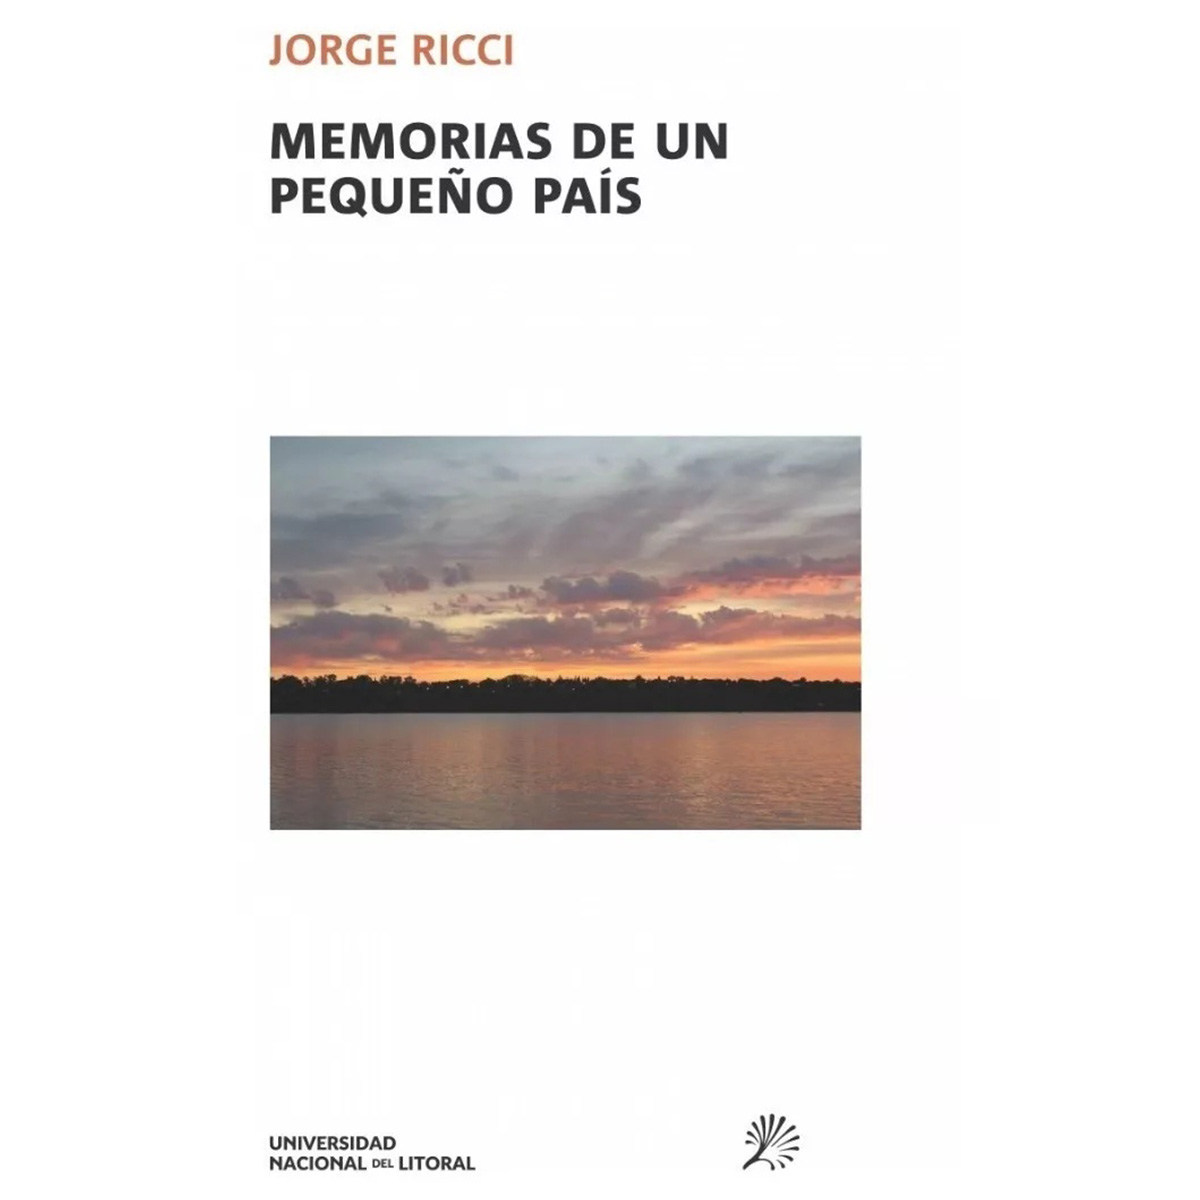 JORGE RICCI
MEMORIAS DE UN
PEQUEÑO PAÍS
UNIVERSIDAD
NACIONAL DEL LITORAL